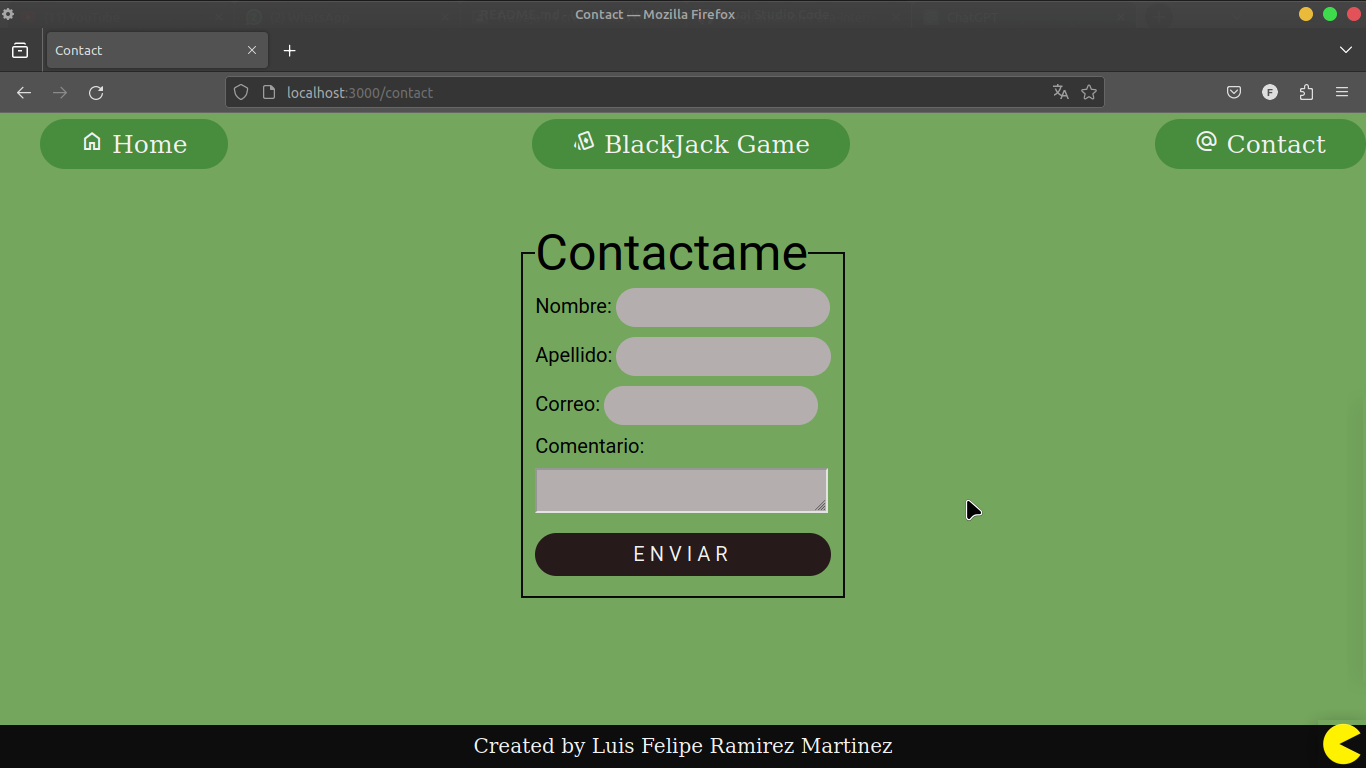 Contact — Mozilla Firefox
Contact
localhost:3000/contact
F
Home
BlackJack Game
@ Contact
Contactame
Nombre:
Apellido:
Correo:
Comentario:
ENVIAR
Created by Luis Felipe Ramirez Martinez